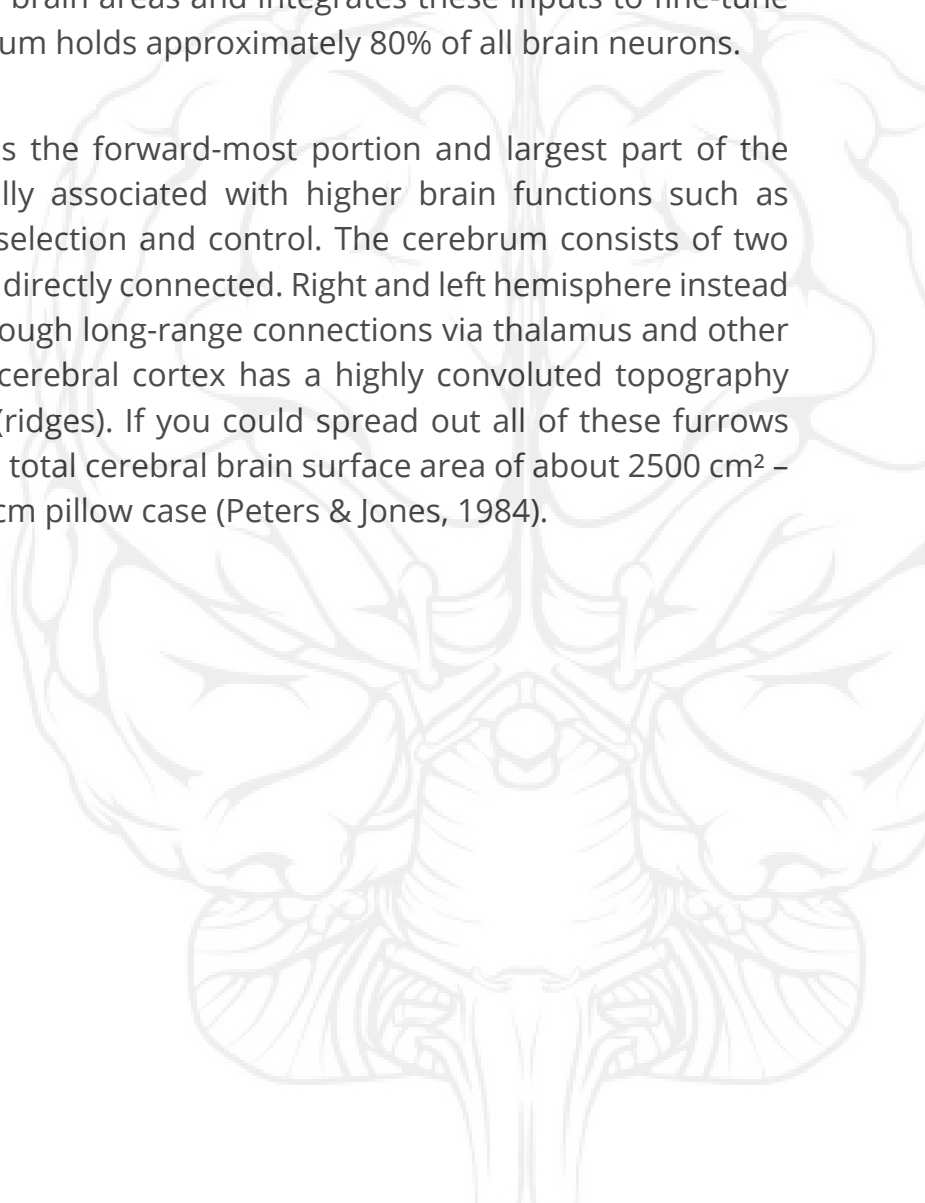 brain areas and integrates these inputs to fine-tune
um holds approximately 80% of all brain neurons.
s the forward-most portion and largest part of the
lly associated with higher brain functions such as
selection and control. The cerebrum consists of two
directly connected. Right and left hemisphere instead
ough long-range connections via thalamus and other
cerebral cortex has a highly convoluted topography
(ridges). If you could spread out all of these furrows
total cerebral brain surface area of about 2500 cm² –
cm pillow case (Peters & Jones, 1984).